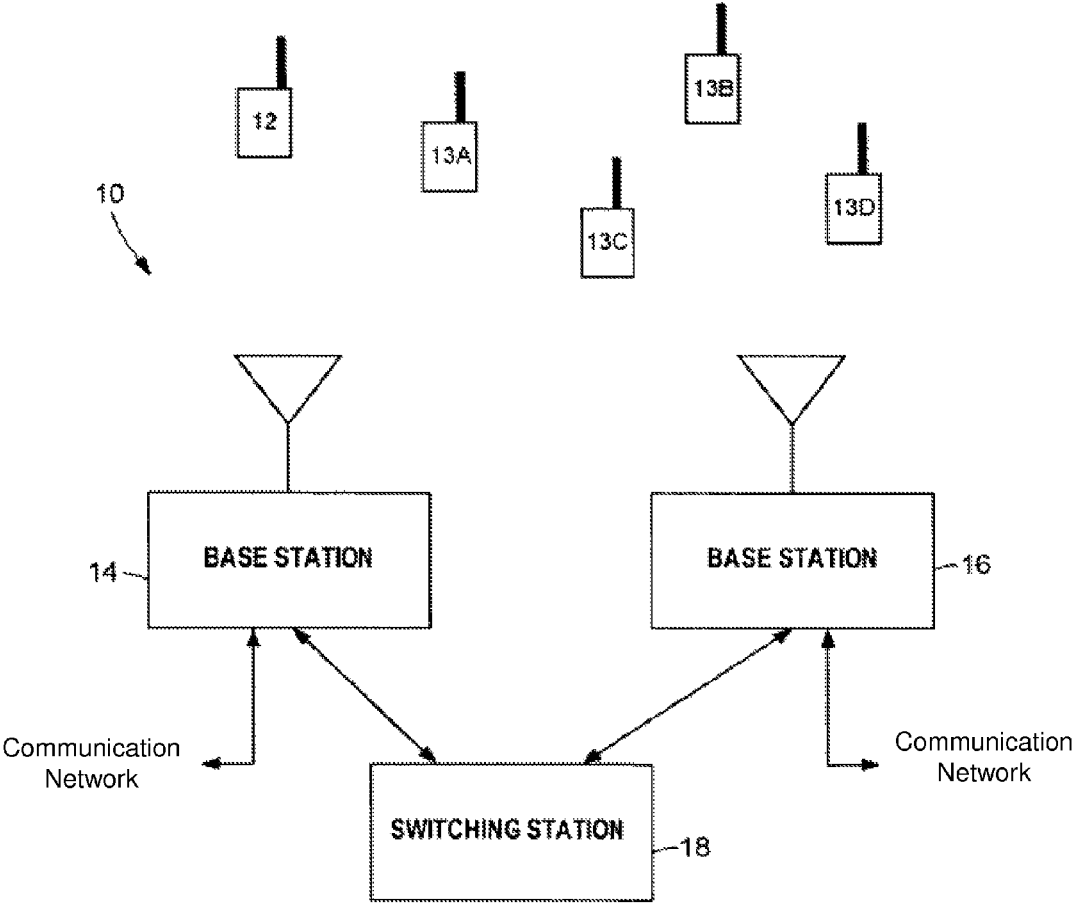 12
13A
13B
13C
13D
10
BASE STATION
14
BASE STATION
16
Communication
Network
Communication
Network
SWITCHING STATION
18